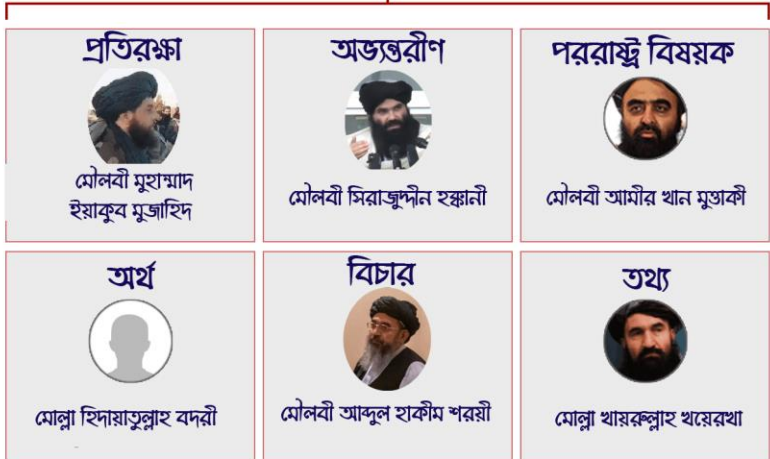 প্রতিরক্ষা
মৌলবী মুহাম্মাদ
ইয়াকুব মুজাহিদ
অভ্যন্তরীণ
মৌলবী সিরাজুদ্দীন হক্কানী
পররাষ্ট্র বিষয়ক
মৌলবী আমীর খান মুত্তাকী
অর্থ
মোল্লা হিদায়াতুল্লাহ বদরী
বিচার
মৌলবী আব্দুল হাকীম শরয়ী
তথ্য
মোল্লা খায়রুল্লাহ খয়েরখা